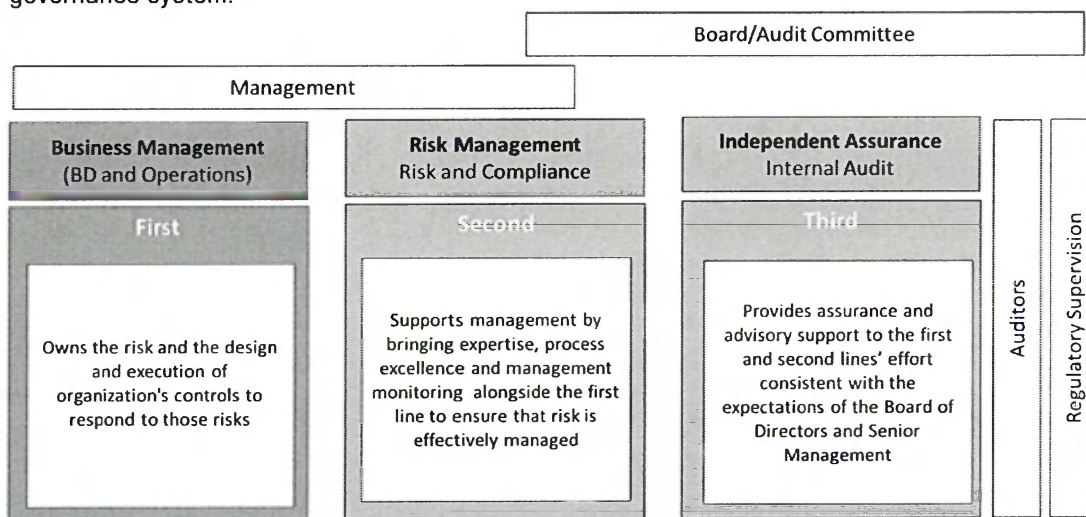 governance system.
Board/Audit Committee
Management
Business Management
(BD and Operations)
Risk Management
Risk and Compliance
Independent Assurance
Internal Audit
First
Second
Third
Owns the risk and the design
and execution of
organization's controls to
respond to those risks
Supports management by
bringing expertise, process
excellence and management
monitoring alongside the first
line to ensure that risk is
effectively managed
Provides assurance and
advisory support to the first
and second lines' effort
consistent with the
expectations of the Board of
Directors and Senior
Management
Auditors
Regulatory Supervision